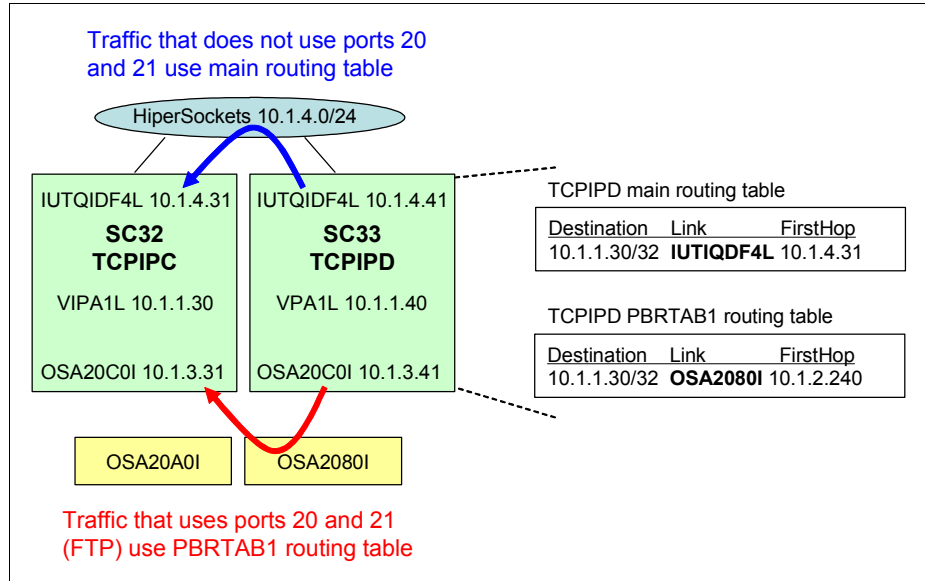 Traffic that does not use ports 20
and 21 use main routing table
HiperSockets 10.1.4.0/24
IUTQIDF4L 10.1.4.31
SC32
TCPIPC
VIPA1L 10.1.1.30
OSA20C0I 10.1.3.31
IUTQIDF4L 10.1.4.41
SC33
TCPIPD
VPA1L 10.1.1.40
OSA20C0I 10.1.3.41
TCPIPD main routing table
Destination Link FirstHop
10.1.1.30/32 IUTIQDF4L 10.1.4.31
TCPIPD PBRTAB1 routing table
Destination Link FirstHop
10.1.1.30/32 OSA2080I 10.1.2.240
OSA20A0I
OSA2080I
Traffic that uses ports 20 and 21
(FTP) use PBRTAB1 routing table